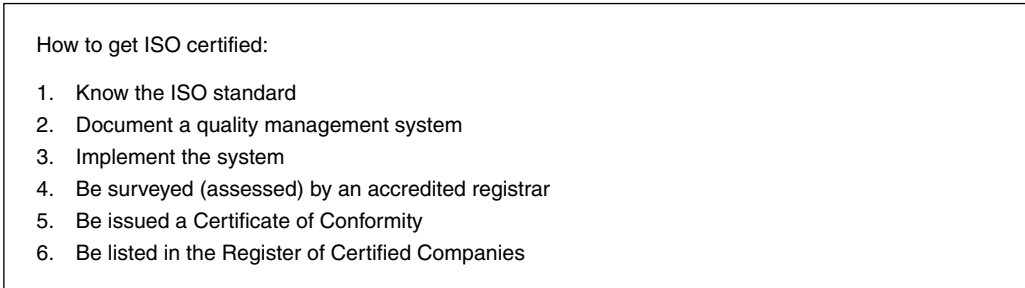 How to get ISO certified:
1. Know the ISO standard
2. Document a quality management system
3. Implement the system
4. Be surveyed (assessed) by an accredited registrar
5. Be issued a Certificate of Conformity
6. Be listed in the Register of Certified Companies